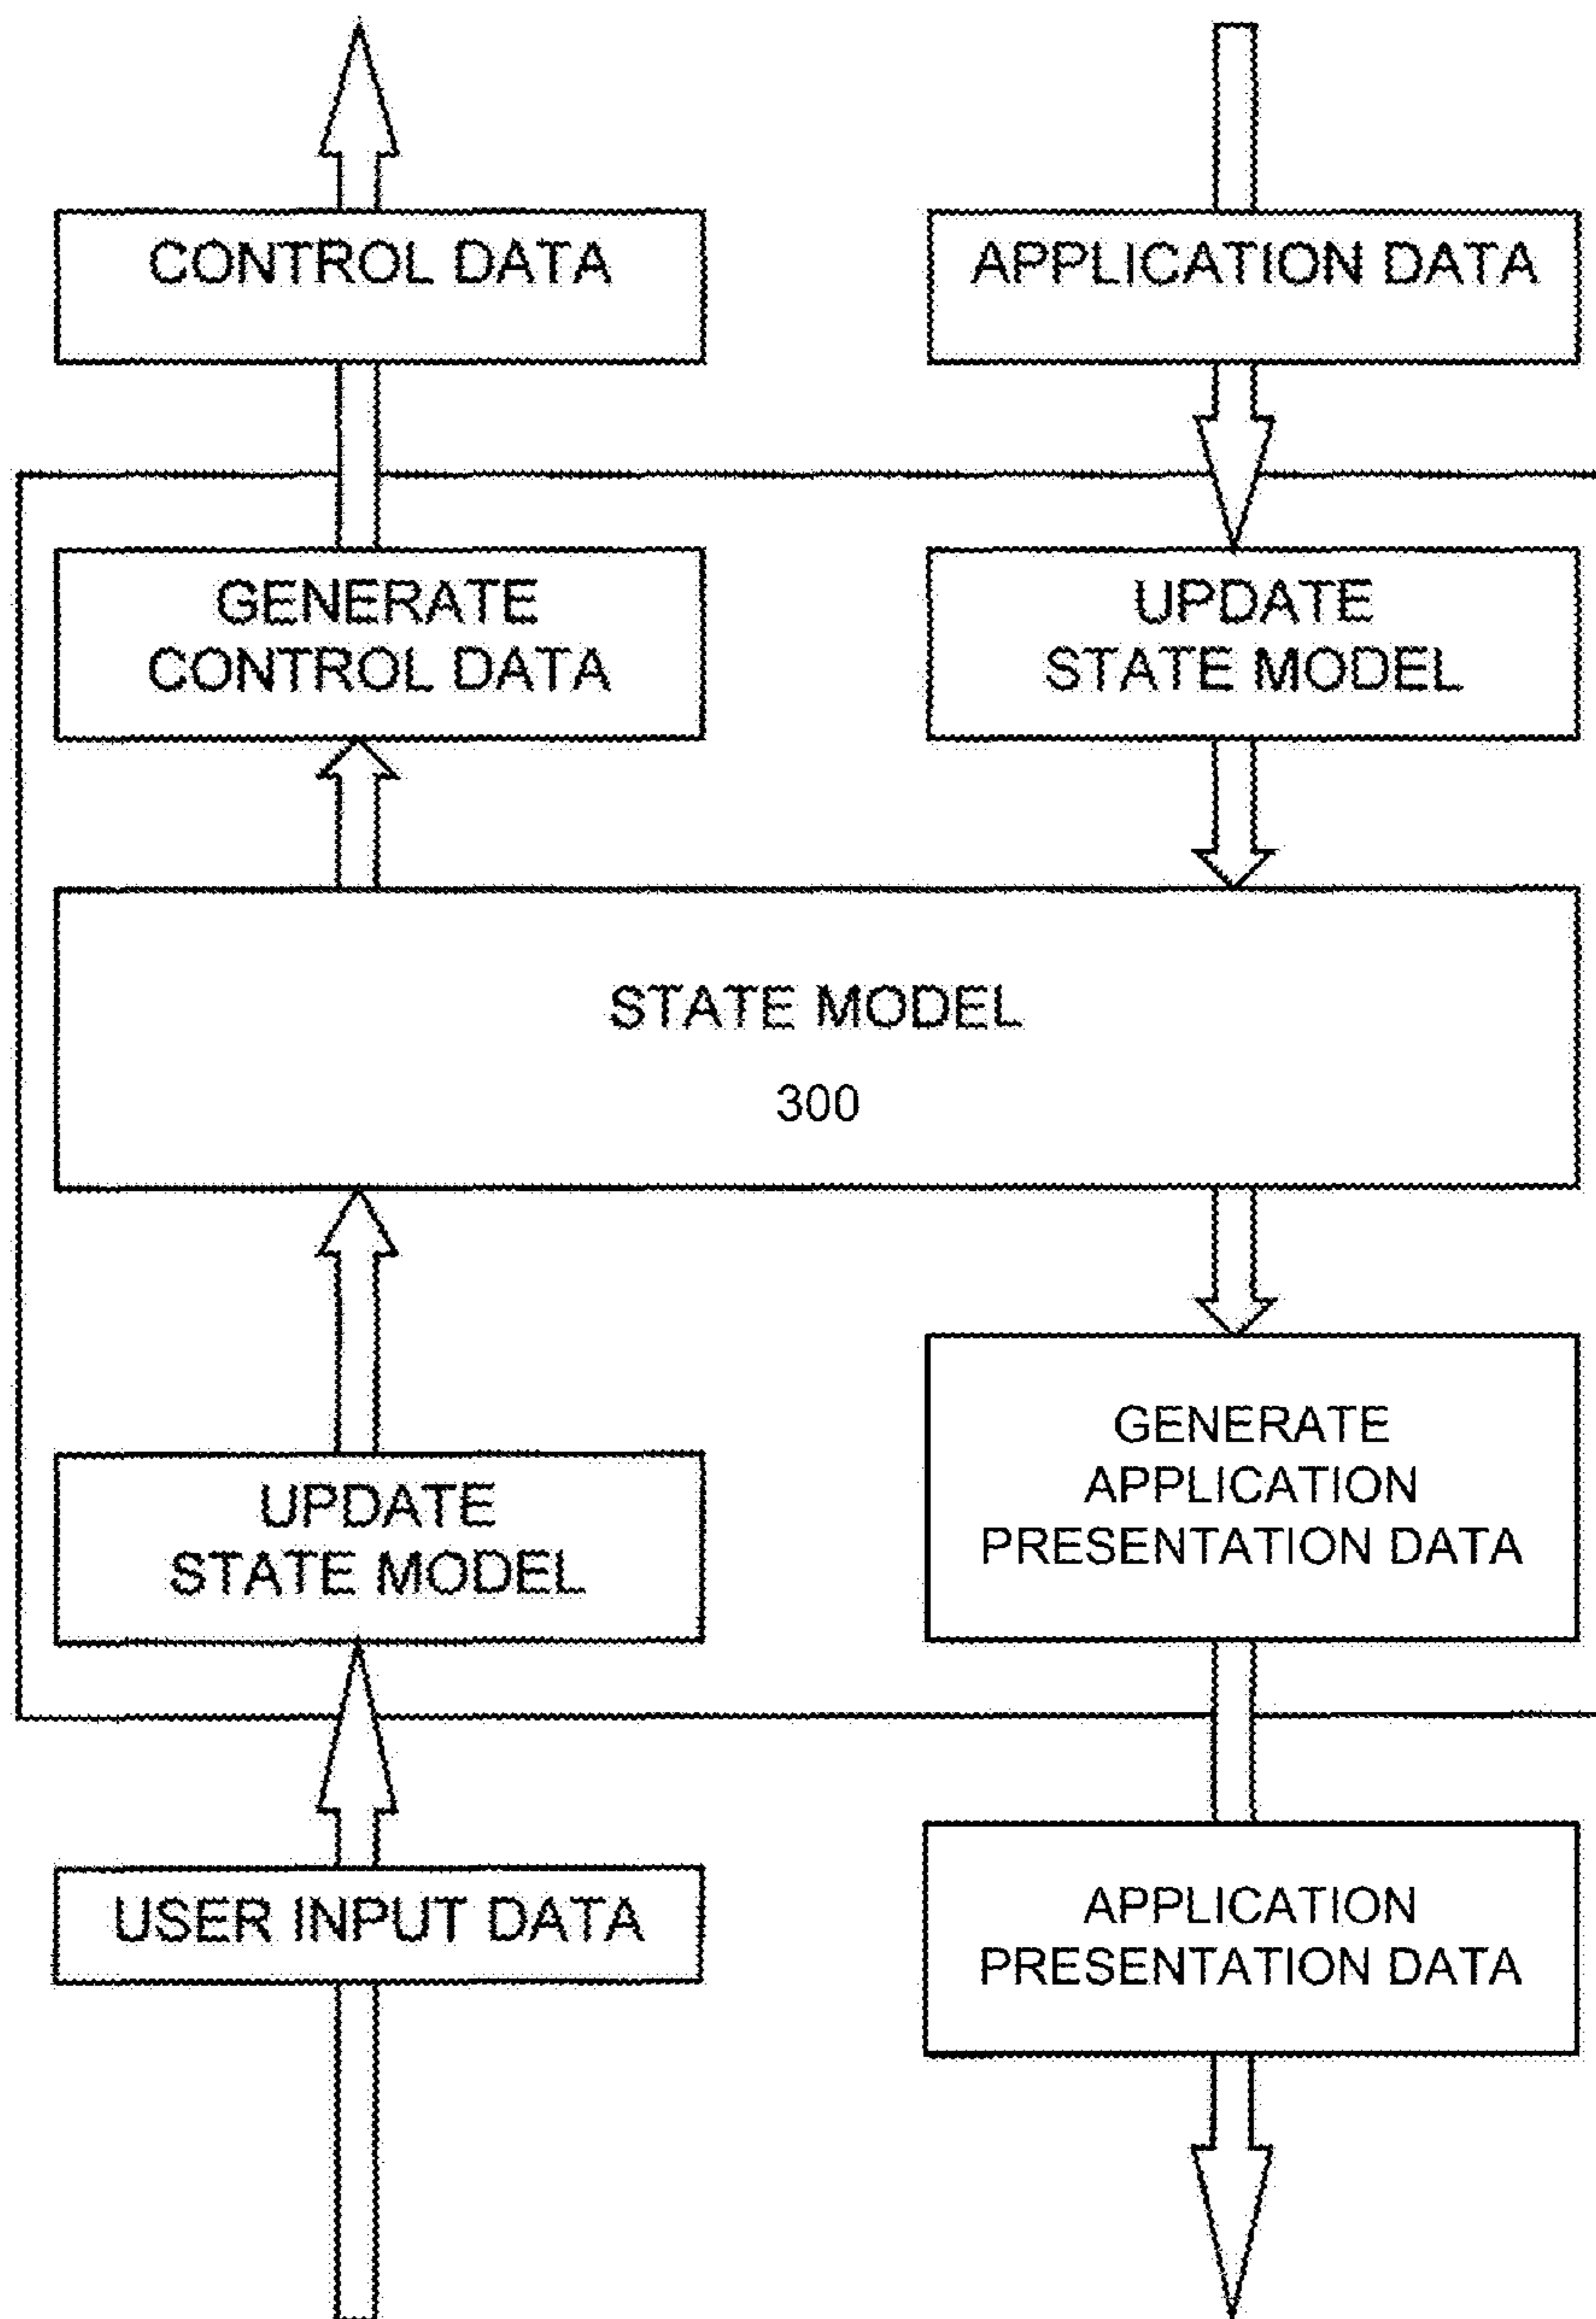 CONTROL DATA
APPLICATION DATA
GENERATE
CONTROL DATA
UPDATE
STATE MODEL
STATE MODEL
300
UPDATE
STATE MODEL
GENERATE
APPLICATION
PRESENTATION DATA
USER INPUT DATA
APPLICATION
PRESENTATION DATA